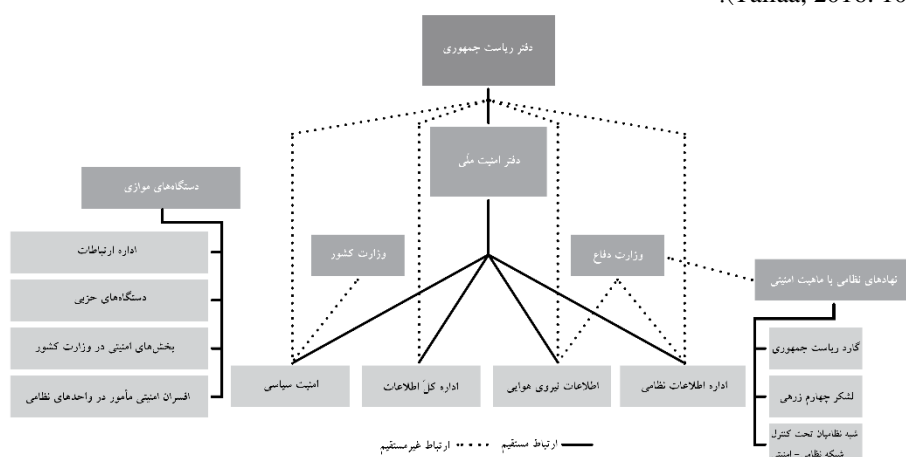 دفتر ریاست جمهوری
دفتر امنیت ملّی
دستگاه‌های موازی
اداره ارتباطات
دستگاه‌های حزبی
بخش‌های امنیتی در وزارت کشور
افسران امنیتی مأمور در واحدهای نظامی
وزارت کشور
وزارت دفاع
نهادهای نظامی با ماهیت امنیتی
گارد ریاست جمهوری
لشکر چهارم زرهی
شبه نظامیان تحت کنترل
شبکه نظامی - امنیتی
امنیت سیاسی
اداره کلّ اطلاعات
اطلاعات نیروی هوایی
اداره اطلاعات نظامی
ارتباط مستقیم
ارتباط غیرمستقیم